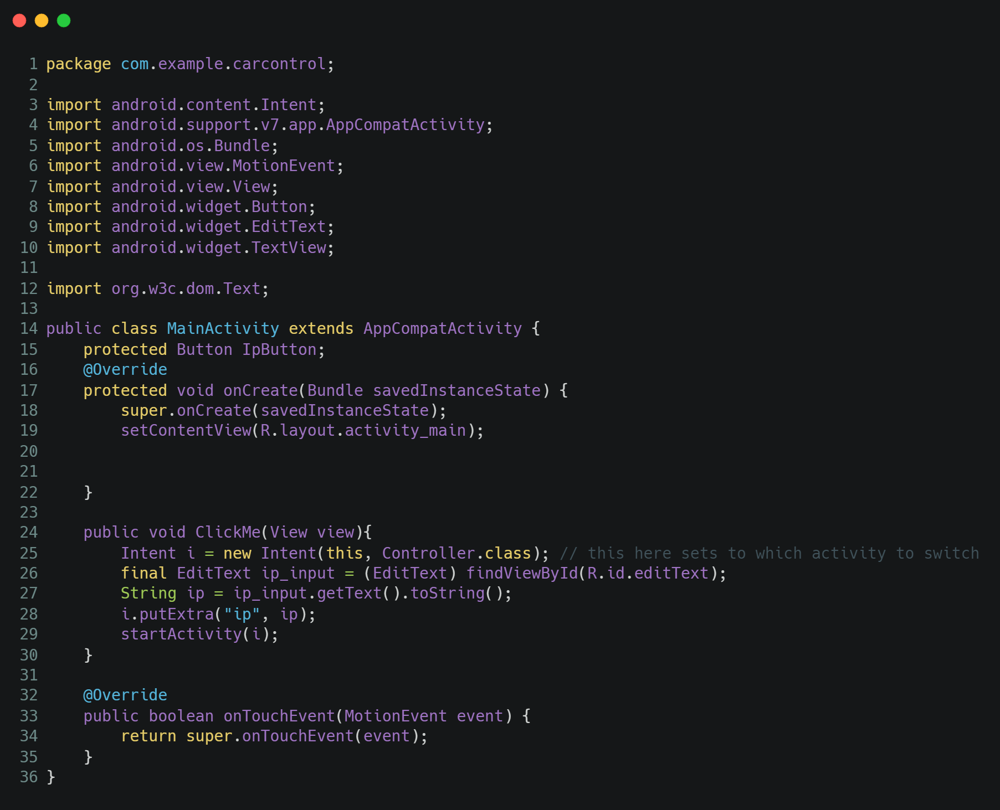 1 package com.example.carcontrol;
2
3 import android.content.Intent;
4 import android.support.v7.app.AppCompatActivity;
5 import android.os.Bundle;
6 import android.view.MotionEvent;
7 import android.view.View;
8 import android.widget.Button;
9 import android.widget.EditText;
10 import android.widget.TextView;
11
12 import org.w3c.dom.Text;
13
14 public class MainActivity extends AppCompatActivity {
15     protected Button IpButton;
16     @Override
17     protected void onCreate(Bundle savedInstanceState) {
18         super.onCreate(savedInstanceState);
19         setContentView(R.layout.activity_main);
20
21
22     }
23
24     public void ClickMe(View view){
25         Intent i = new Intent(this, Controller.class); // this here sets to which activity to switch
26         final EditText ip_input = (EditText) findViewById(R.id.editText);
27         String ip = ip_input.getText().toString();
28         i.putExtra("ip", ip);
29         startActivity(i);
30     }
31
32     @Override
33     public boolean onTouchEvent(MotionEvent event) {
34         return super.onTouchEvent(event);
35     }
36 }